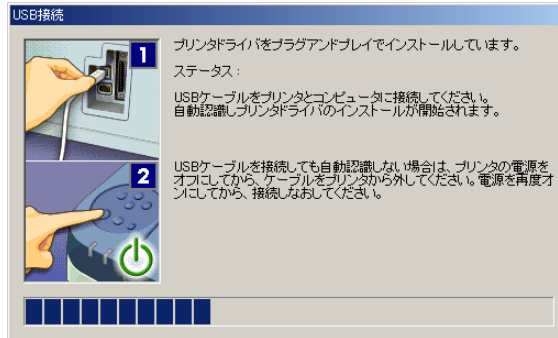 USB接続
1
プリンタドライバをプラグアンドプレイでインストールしています。
ステータス：
USBケーブルをプリンタとコンピュータに接続してください。
自動認識しプリンタドライバのインストールが開始されます。
2
USBケーブルを接続しても自動認識しない場合は、プリンタの電源を
オフにしてから、ケーブルをプリンタから外してください。電源を再度オ
ンにしてから、接続しなおしてください。